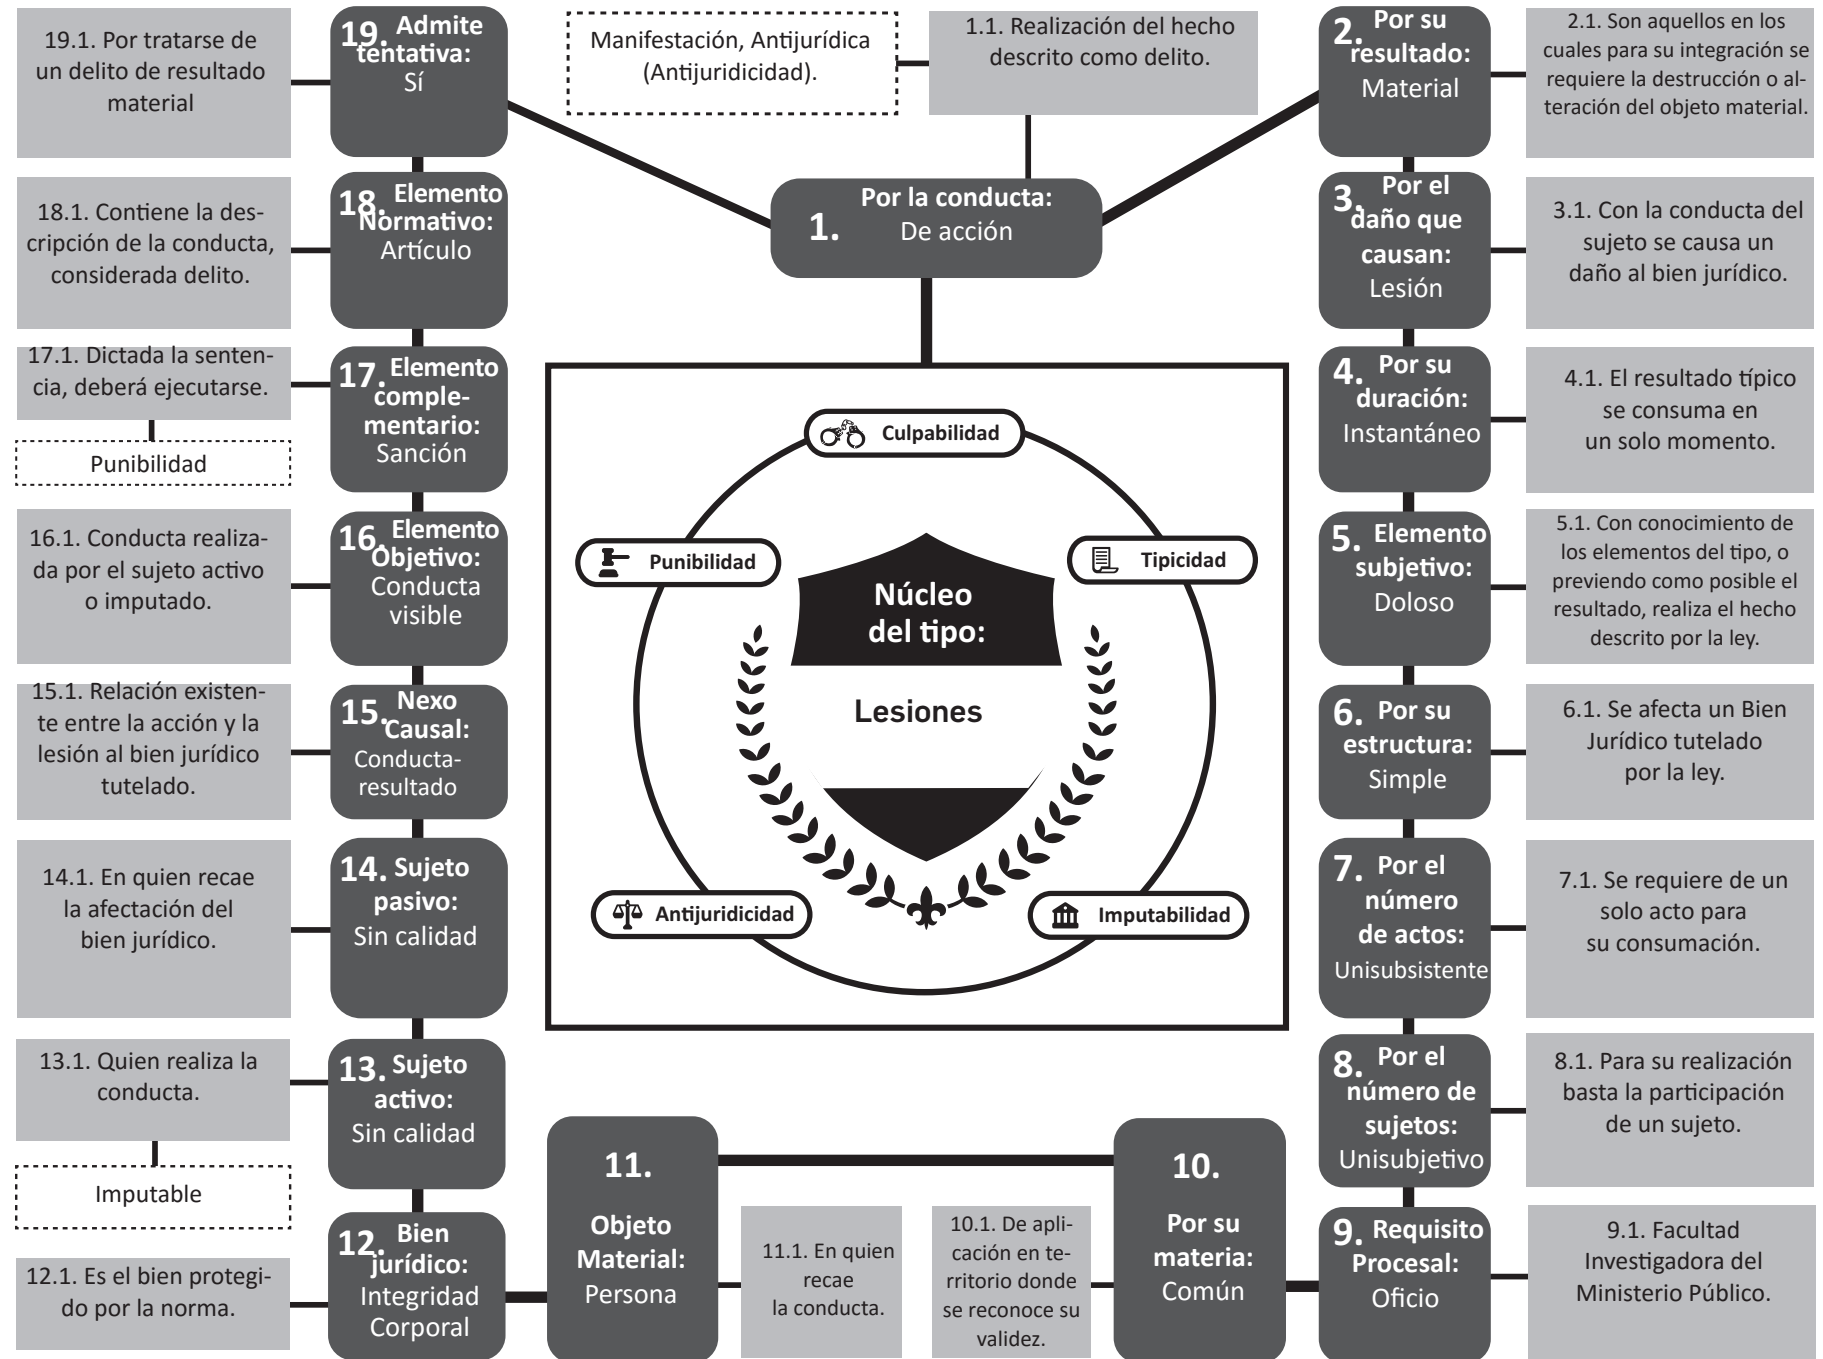 1. Por la conducta:
De acción
1.1. Realización del hecho
descrito como delito.
Manifestación, Antijurídica
(Antijuridicidad).
2. Por su
resultado:
Material
2.1. Son aquellos en los
cuales para su integración se
requiere la destrucción o al-
teración del objeto material.
3. Por el
daño que
causan:
Lesión
3.1. Con la conducta del
sujeto se causa un
daño al bien jurídico.
4. Por su
duración:
Instantáneo
4.1. El resultado típico
se consuma en
un solo momento.
5. Elemento
subjetivo:
Doloso
5.1. Con conocimiento de
los elementos del tipo, o
previendo como posible el
resultado, realiza el hecho
descrito por la ley.
6. Por su
estructura:
Simple
6.1. Se afecta un Bien
Jurídico tutelado
por la ley.
7. Por el
número
de actos:
Unisubsistente
7.1. Se requiere de un
solo acto para
su consumación.
8. Por el
número de
sujetos:
Unisubjetivo
8.1. Para su realización
basta la participación
de un sujeto.
9. Requisito
Procesal:
Oficio
9.1. Facultad
Investigadora del
Ministerio Público.
10.
Por su
materia:
Común
10.1. De apli-
cación en te-
rritorio donde
se reconoce su
validez.
11.
Objeto
Material:
Persona
11.1. En quien
recae
la conducta.
12. Bien
jurídico:
Integridad
Corporal
12.1. Es el bien protegi-
do por la norma.
13. Sujeto
activo:
Sin calidad
13.1. Quien realiza la
conducta.
Imputable
14. Sujeto
pasivo:
Sin calidad
14.1. En quien recae
la afectación del
bien jurídico.
15. Nexo
Causal:
Conducta-
resultado
15.1. Relación existen-
te entre la acción y la
lesión al bien jurídico
tutelado.
16. Elemento
Objetivo:
Conducta
visible
16.1. Conducta realiza-
da por el sujeto activo
o imputado.
17. Elemento
comple-
mentario:
Sanción
17.1. Dictada la senten-
cia, deberá ejecutarse.
Punibilidad
18. Elemento
Normativo:
Artículo
18.1. Contiene la des-
cripción de la conducta,
considerada delito.
19. Admite
tentativa:
Sí
19.1. Por tratarse de
un delito de resultado
material
Culpabilidad
Punibilidad
Tipicidad
Núcleo
del tipo:
Lesiones
Antijuridicidad
Imputabilidad